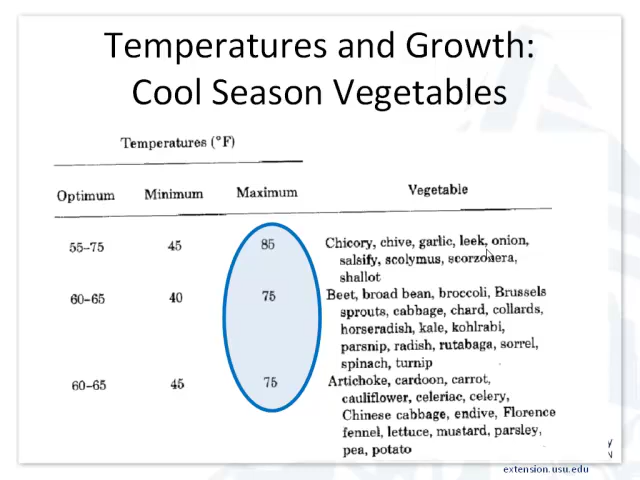 Temperatures and Growth:
Cool Season Vegetables
Temperatures (°F)
Optimum Minimum Maximum Vegetable
55–75 45 85 Chicory, chive, garlic, leek, onion,
salsify, scolymus, scorzonera,
shallot
60–65 40 75 Beet, broad bean, broccoli, Brussels
sprouts, cabbage, chard, collards,
horseradish, kale, kohlrabi,
parsnip, radish, rutabaga, sorrel,
spinach, turnip
60–65 45 75 Artichoke, cardoon, carrot,
cauliflower, celeriac, celery,
Chinese cabbage, endive, Florence
fennel, lettuce, mustard, parsley,
pea, potato
extension.usu.edu